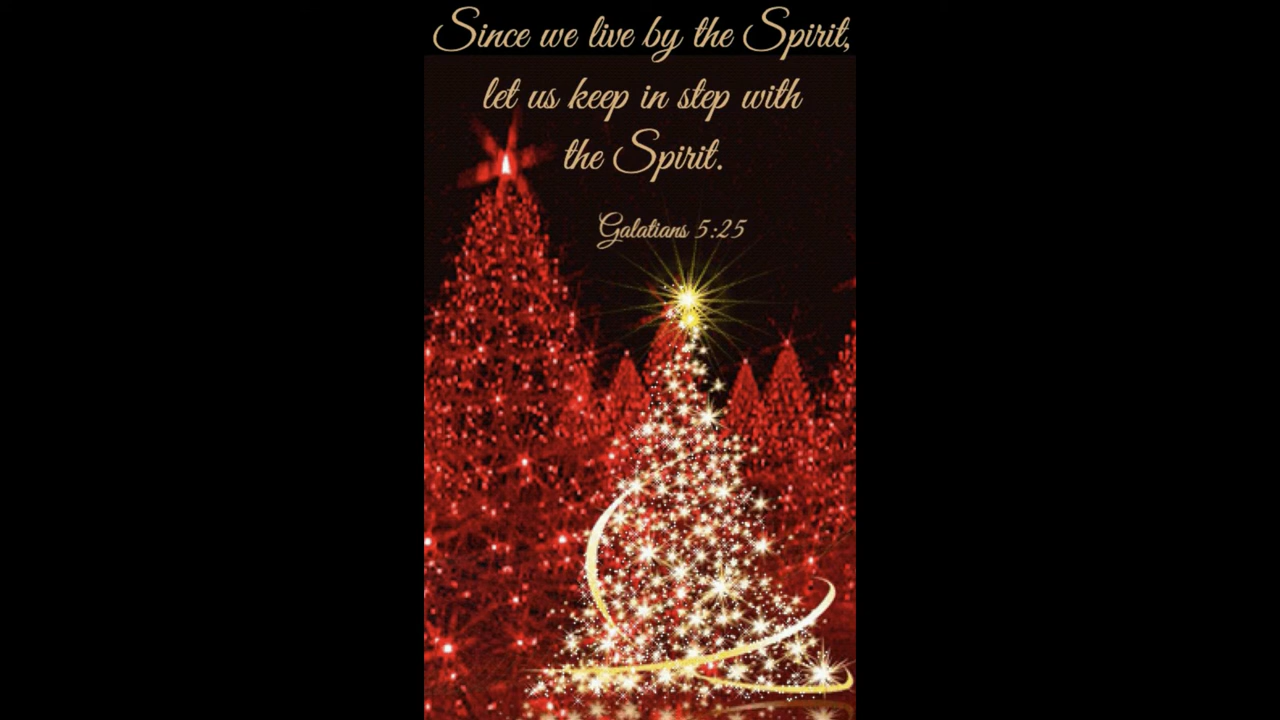 Since we live by the Spirit,
let us keep in step with
the Spirit.
Galatians 5:25